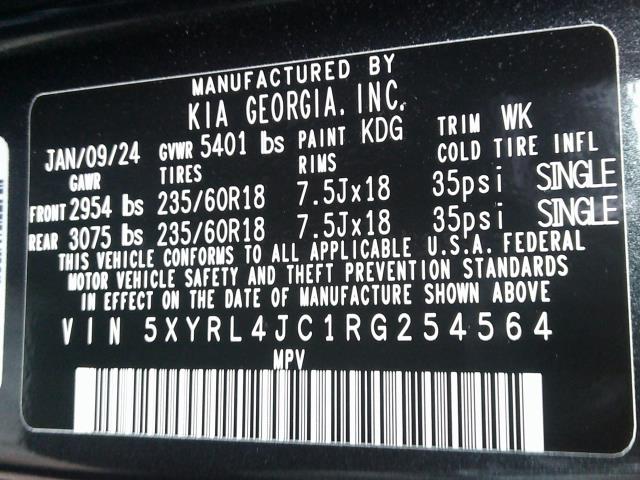 MANUFACTURED BY
KIA GEORGIA. INC.
JAN/09/24 GVWR 5401 lbs PAINT KDG TRIM WK
GAWR TIRES RIMS COLD TIRE INFL
FRONT 2954 lbs 235/60R18 7.5Jx18 35psi SINGLE
REAR 3075 lbs 235/60R18 7.5Jx18 35psi SINGLE
THIS VEHICLE CONFORMS TO ALL APPLICABLE U.S.A. FEDERAL
MOTOR VEHICLE SAFETY AND THEFT PREVENTION STANDARDS
IN EFFECT ON THE DATE OF MANUFACTURE SHOWN ABOVE
VIN 5XYRL4JC1RG254564
MPV